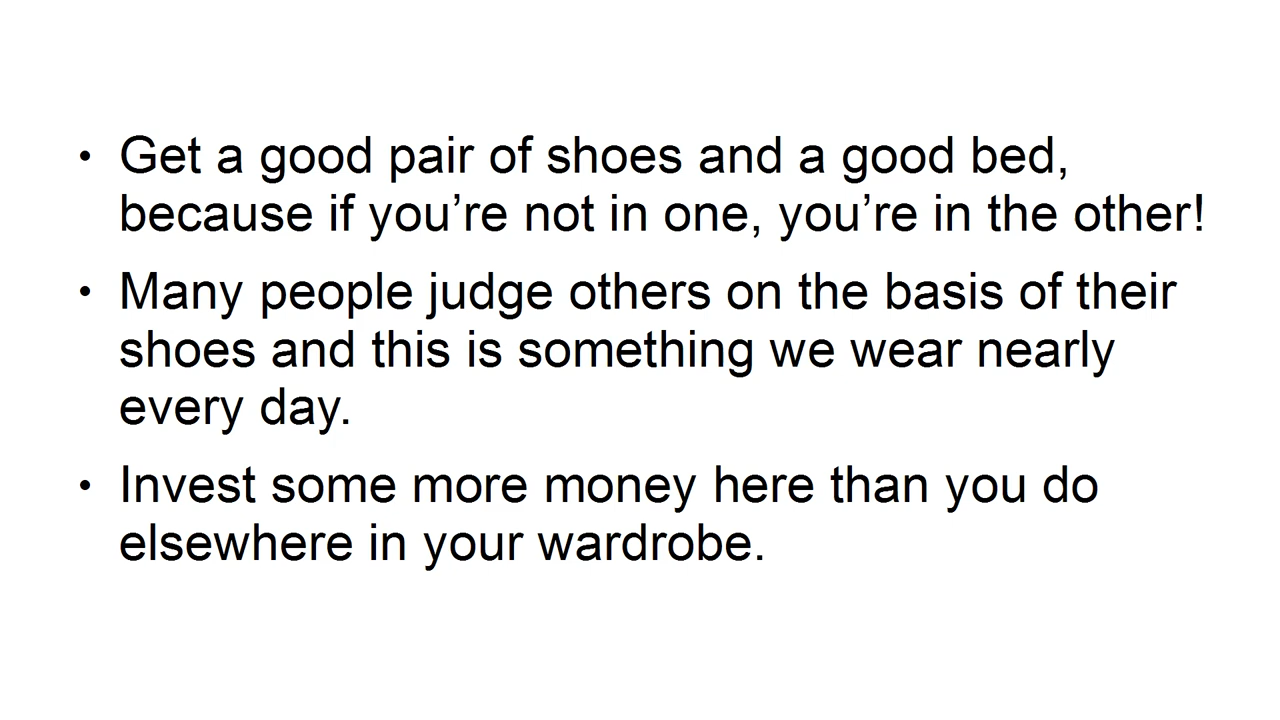 • Get a good pair of shoes and a good bed,
because if you’re not in one, you’re in the other!
• Many people judge others on the basis of their
shoes and this is something we wear nearly
every day.
• Invest some more money here than you do
elsewhere in your wardrobe.